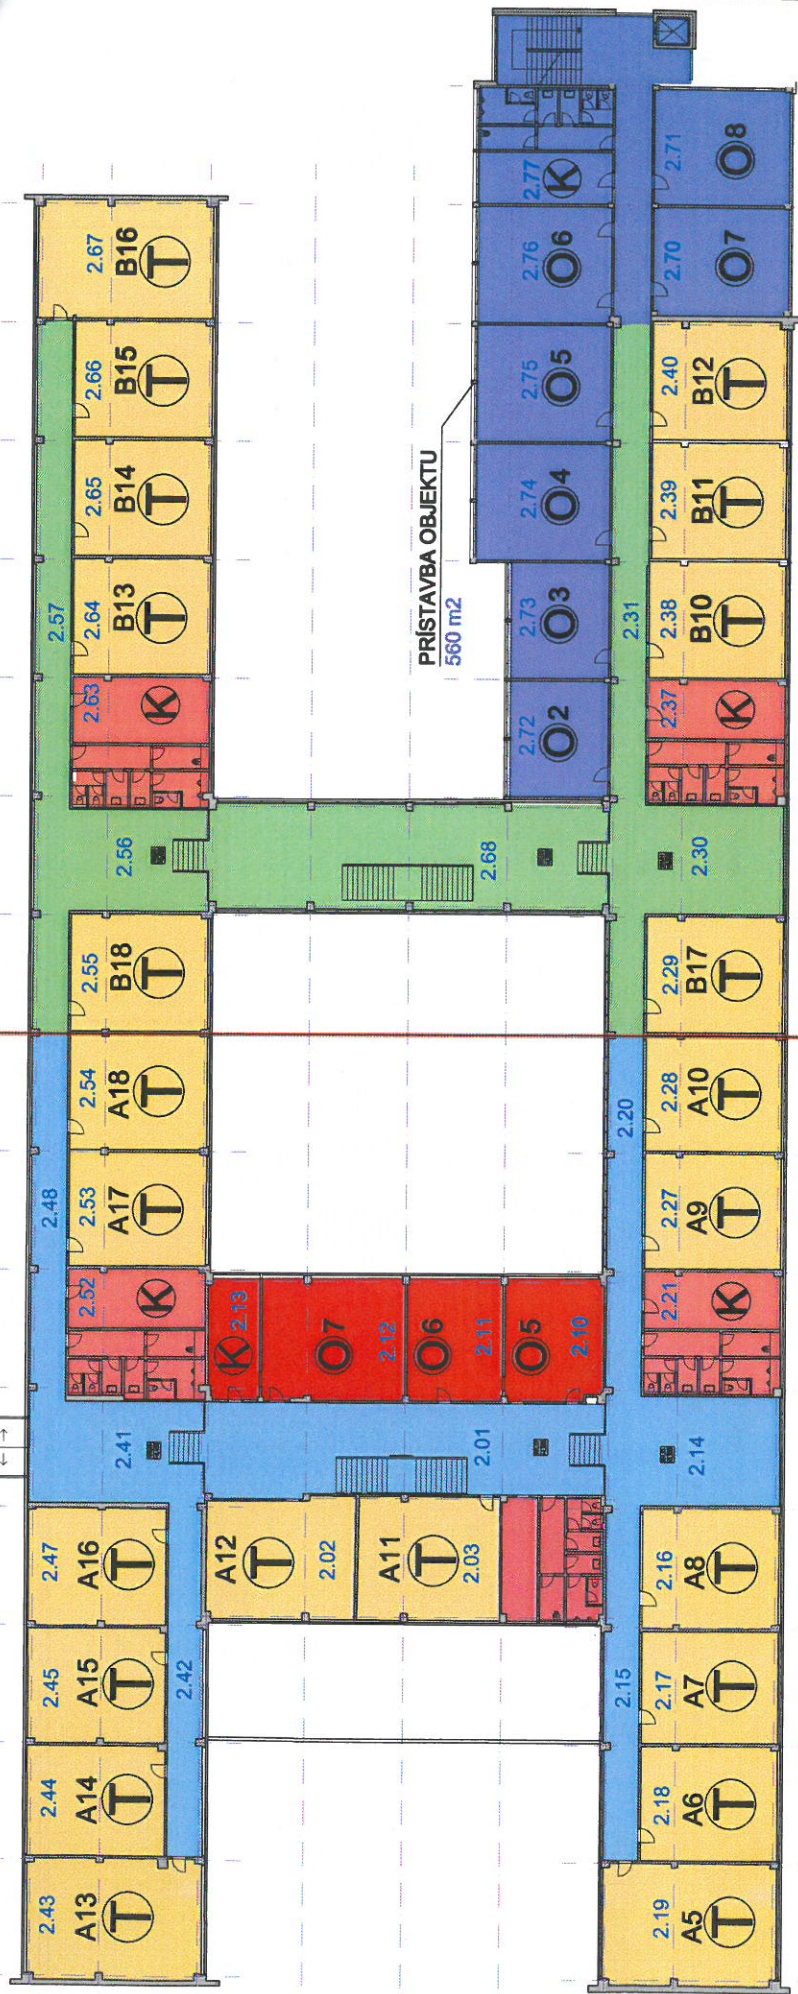 2.71
O8
2.77
K
2.76
O6
2.70
O7
2.67
B16
T
2.66
B15
T
2.75
O5
2.40
B12
T
2.65
B14
T
2.74
O4
2.39
B11
T
PRÍSTAVBA OBJEKTU
560 m2
2.57
2.64
B13
T
2.73
O3
2.31
2.38
B10
T
2.63
K
2.72
O2
2.37
K
2.56
2.68
2.30
2.55
B18
T
2.29
B17
T
2.54
A18
T
2.20
2.28
A10
T
2.48
2.53
A17
T
2.27
A9
T
2.52
K
2.13
K
O7
2.12
O6
2.11
O5
2.10
2.21
K
2.41
2.01
2.14
2.47
A16
T
A12
T
2.02
A11
T
2.03
2.16
A8
T
2.45
A15
T
2.42
2.15
2.17
A7
T
2.44
A14
T
2.18
A6
T
2.43
A13
T
2.19
A5
T